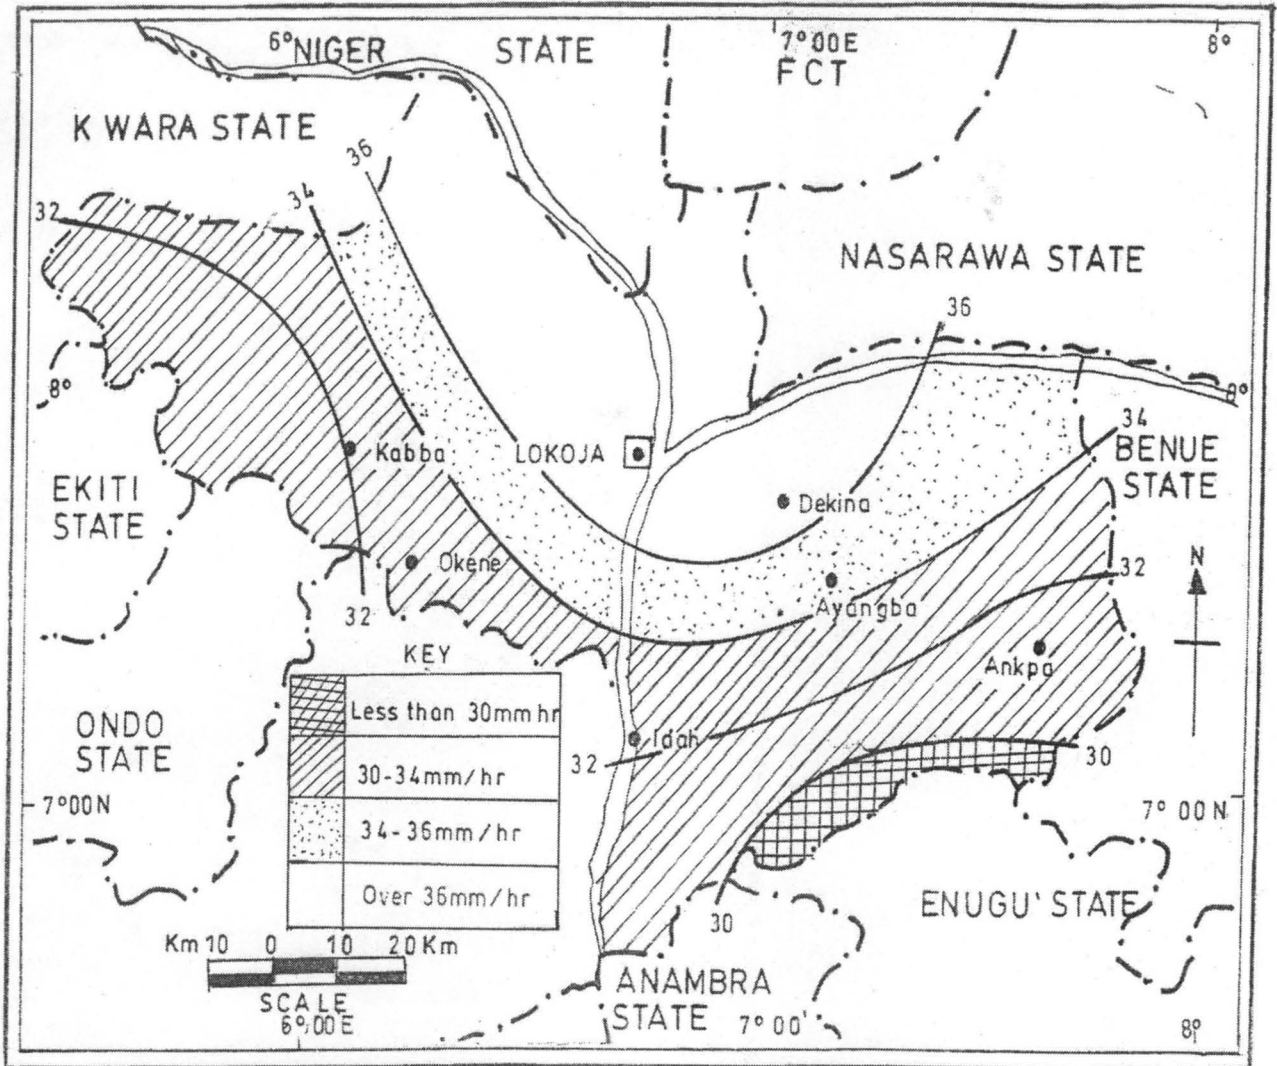 6°NIGER STATE
7°00E
8°
FCT
K WARA STATE
36
34
32
NASARAWA STATE
36
8°
8°
34
Kabba
LOKOJA
BENUE
STATE
EKITI
STATE
Dekina
N
Okene
32
32
Ayangba
KEY
Ankpa
Less than 30mm hr
ONDO
STATE
Idah
32
30
30-34mm/hr
7°00N
7° 00N
34-36mm/hr
Over 36mm/hr
ENUGU' STATE
30
Km 10 0 10 20 Km
SCALE
ANAMBRA
STATE
6°00E
7° 00'
8°